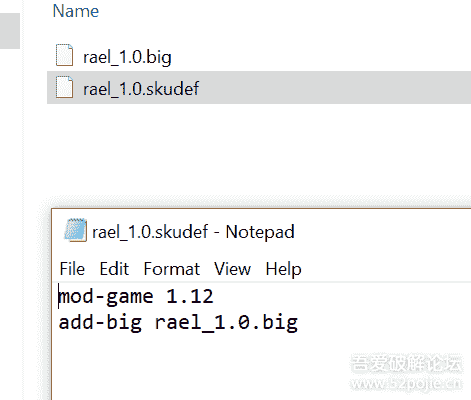 Name
rael_1.0.big
rael_1.0.skudef
rael_1.0.skudef - Notepad
File Edit Format View Help
mod-game 1.12
add-big rael_1.0.big
吾爱破解论坛
www.52pojie.cn